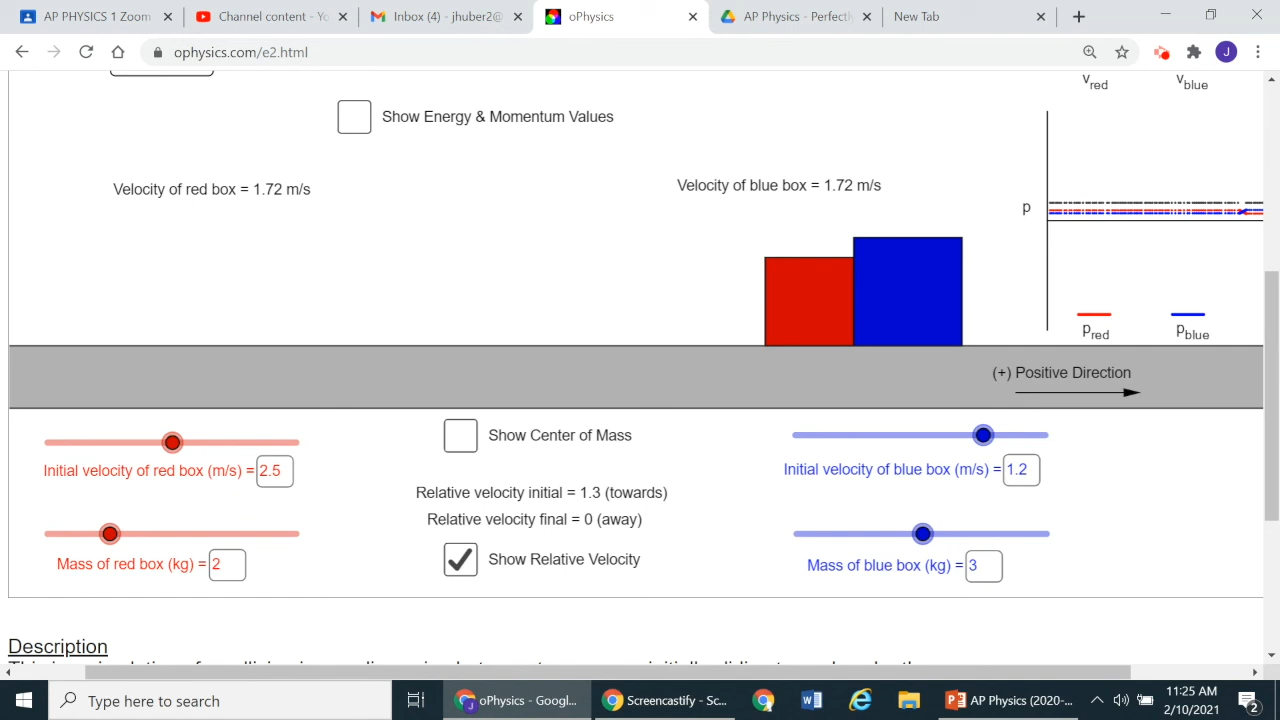 AP PHYSICS 1 Zoom
Channel content - Yo
Inbox (4) - jhuber2@
oPhysics
AP Physics - Perfectly
New Tab
ophysics.com/e2.html
J
Vred
Vblue
Show Energy & Momentum Values
Velocity of red box = 1.72 m/s
Velocity of blue box = 1.72 m/s
p
pred
pblue
(+) Positive Direction
Show Center of Mass
Initial velocity of red box (m/s) = 2.5
Initial velocity of blue box (m/s) = 1.2
Relative velocity initial = 1.3 (towards)
Relative velocity final = 0 (away)
Show Relative Velocity
Mass of red box (kg) = 2
Mass of blue box (kg) = 3
Description
Type here to search
oPhysics - Googl...
Screencastify - Sc...
AP Physics (2020-...
11:25 AM
2/10/2021
2